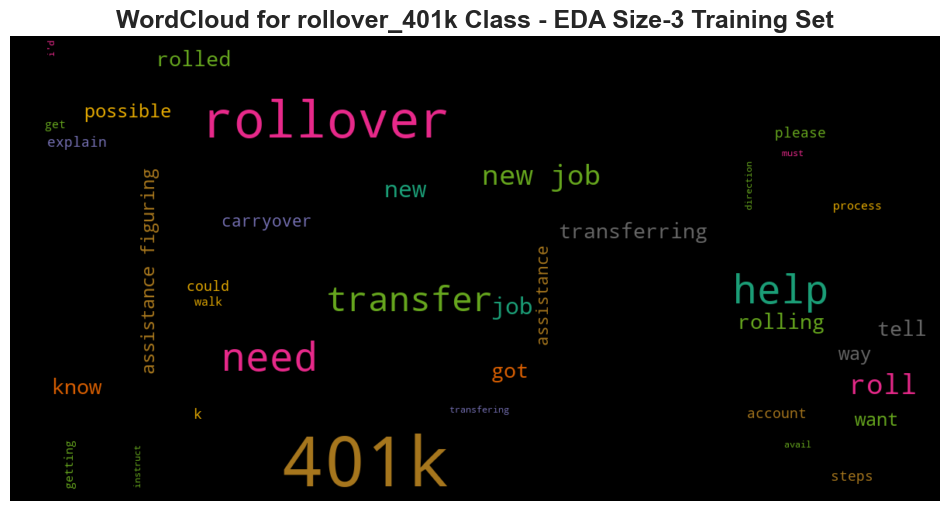 WordCloud for rollover_401k Class - EDA Size-3 Training Set
i'd
rolled
possible
get
explain
rollover
please
must
new job
new
direction
process
assistance figuring
carryover
transferring
could
walk
transfer
job
assistance
help
rolling
tell
way
need
got
know
roll
k
transfering
account
want
401k
getting
instruct
avail
steps